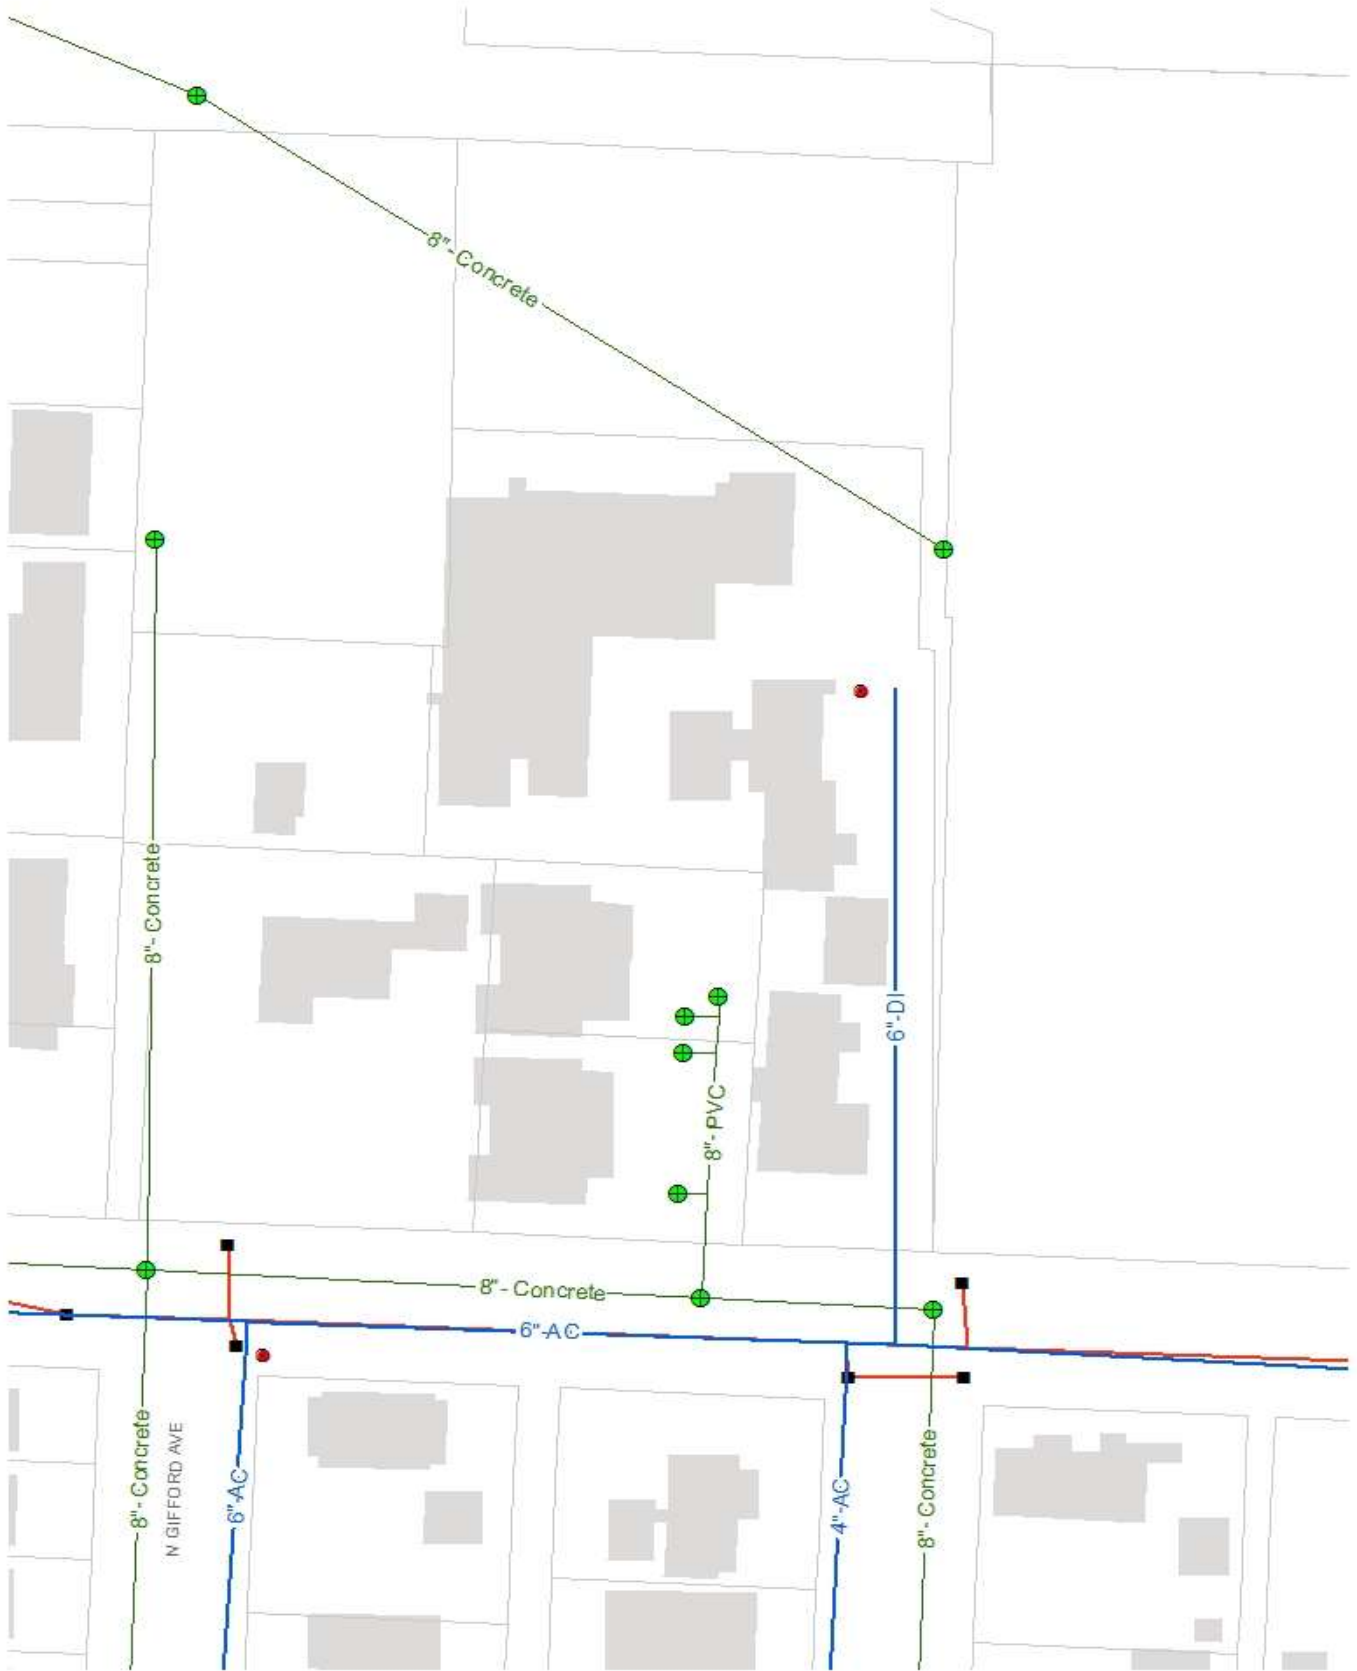 8"- Concrete
8"- Concrete
6"-DI
8"- PVC
8"- Concrete
6"-AC
8"- Concrete
N GIFFORD AVE
6"-AC
4"-AC
8"- Concrete